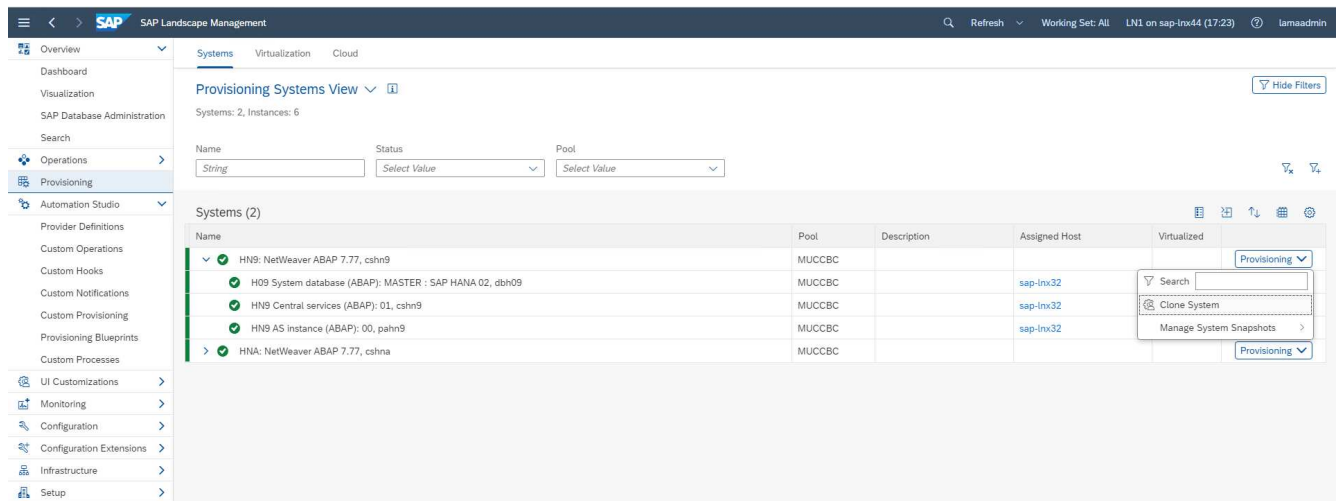 SAP SAP Landscape Management Refresh Working Set: All LN1 on sap-lnx44 (17:23) lamaadmin
Overview
Dashboard
Visualization
SAP Database Administration
Search
Operations
Provisioning
Automation Studio
Provider Definitions
Custom Operations
Custom Hooks
Custom Notifications
Custom Provisioning
Provisioning Blueprints
Custom Processes
UI Customizations
Monitoring
Configuration
Configuration Extensions
Infrastructure
Setup
Systems Virtualization Cloud
Provisioning Systems View
Hide Filters
Systems: 2, Instances: 6
Name Status Pool
String Select Value Select Value
Systems (2)
Name Pool Description Assigned Host Virtualized
HN9: NetWeaver ABAP 7.77, cshn9 MUCCBC Provisioning
H09 System database (ABAP): MASTER : SAP HANA 02, dbh09 MUCCBC sap-lnx32
HN9 Central services (ABAP): 01, cshn9 MUCCBC sap-lnx32
HN9 AS instance (ABAP): 00, pahn9 MUCCBC sap-lnx32
HNA: NetWeaver ABAP 7.77, cshna MUCCBC Provisioning
Search
Clone System
Manage System Snapshots